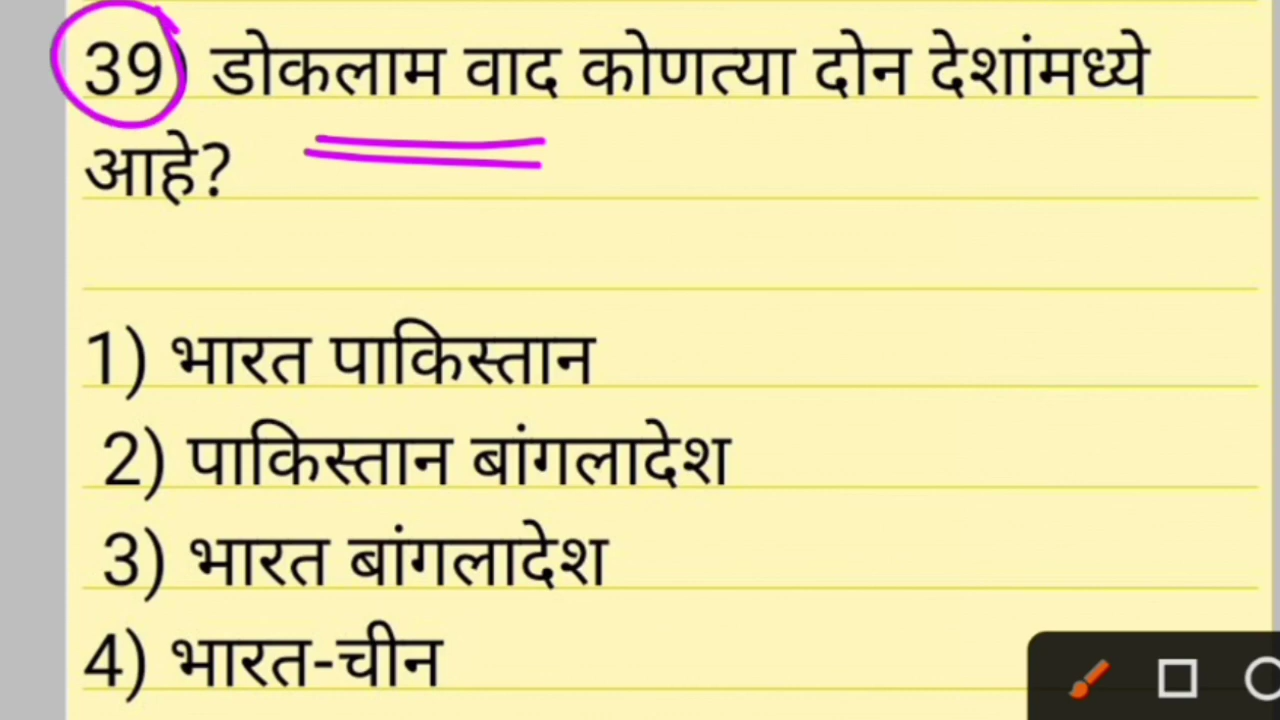 39) डोकलाम वाद कोणत्या दोन देशांमध्ये
आहे?
1) भारत पाकिस्तान
2) पाकिस्तान बांगलादेश
3) भारत बांगलादेश
4) भारत-चीन